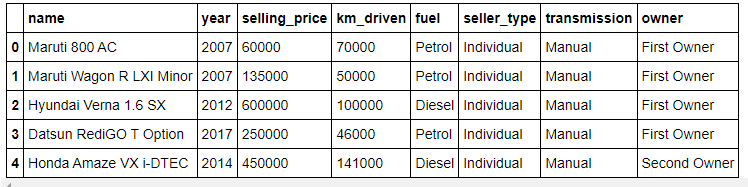 name year selling_price km_driven fuel seller_type transmission owner
0 Maruti 800 AC 2007 60000 70000 Petrol Individual Manual First Owner
1 Maruti Wagon R LXI Minor 2007 135000 50000 Petrol Individual Manual First Owner
2 Hyundai Verna 1.6 SX 2012 600000 100000 Diesel Individual Manual First Owner
3 Datsun RediGO T Option 2017 250000 46000 Petrol Individual Manual First Owner
4 Honda Amaze VX i-DTEC 2014 450000 141000 Diesel Individual Manual Second Owner